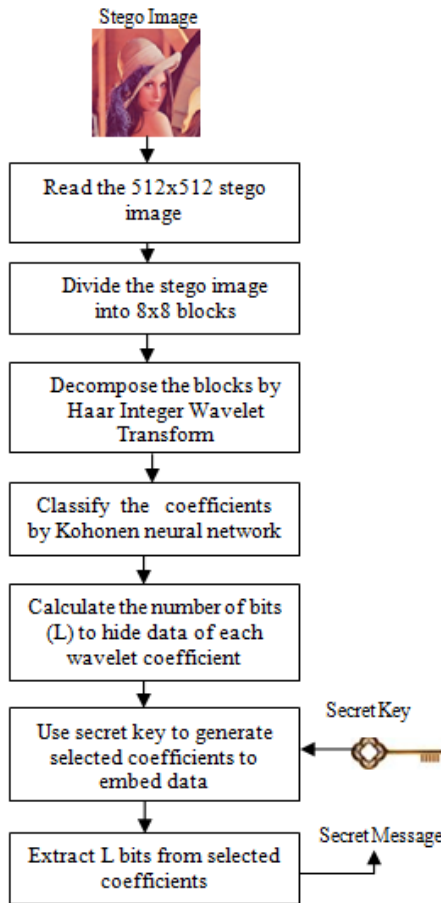 Stego Image
Read the 512x512 stego
image
Divide the stego image
into 8x8 blocks
Decompose the blocks by
Haar Integer Wavelet
Transform
Classify the coefficients
by Kohonen neural network
Calculate the number of bits
(L) to hide data of each
wavelet coefficient
Use secret key to generate
selected coefficients to
embed data
Secret Key
Extract L bits from selected
coefficients
Secret Message